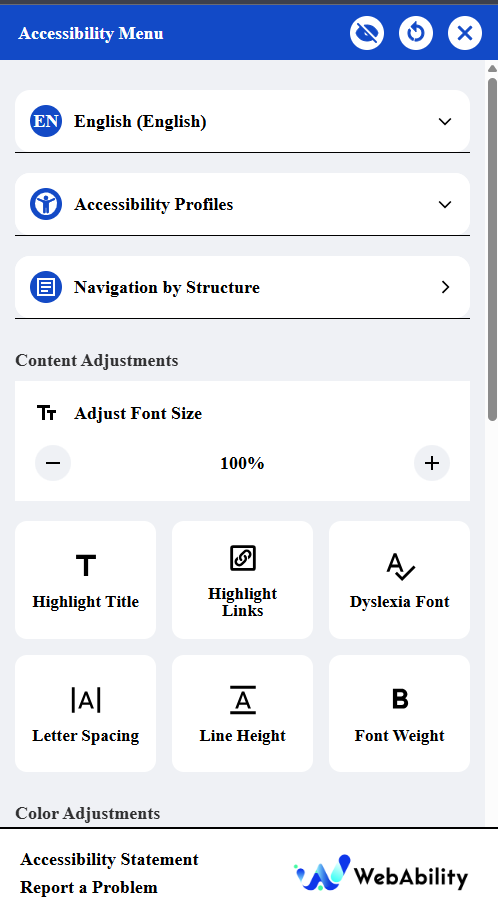 Accessibility Menu
EN English (English)
Accessibility Profiles
Navigation by Structure
Content Adjustments
Adjust Font Size
100%
Highlight Title
Highlight
Links
Dyslexia Font
Letter Spacing
Line Height
Font Weight
Color Adjustments
Accessibility Statement
Report a Problem
WebAbility